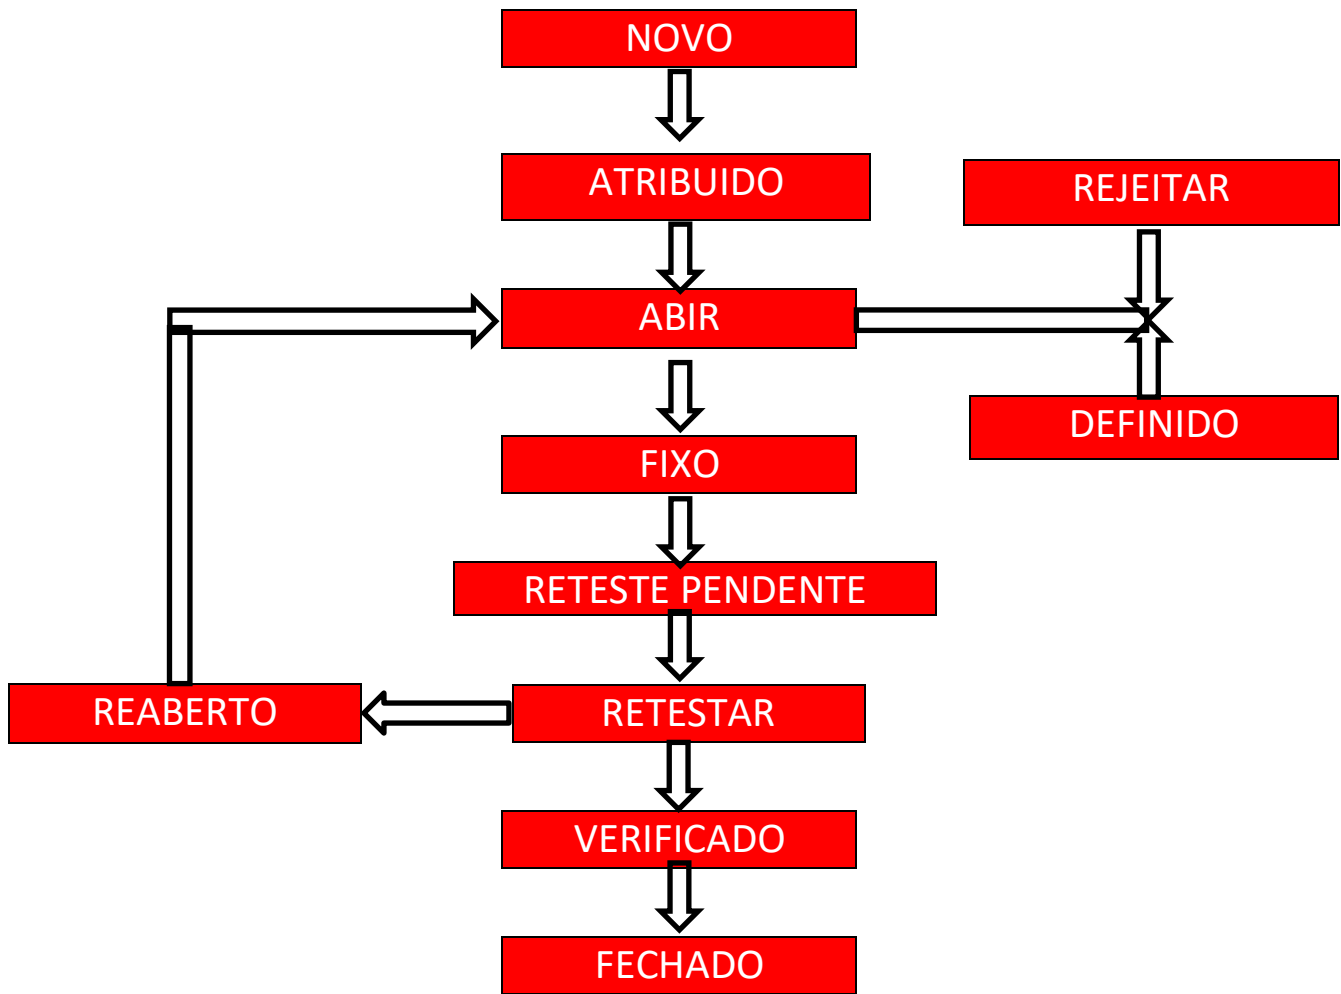 NOVO
ATRIBUIDO
REJEITAR
ABIR
DEFINIDO
FIXO
RETESTE PENDENTE
REABERTO
RETESTAR
VERIFICADO
FECHADO